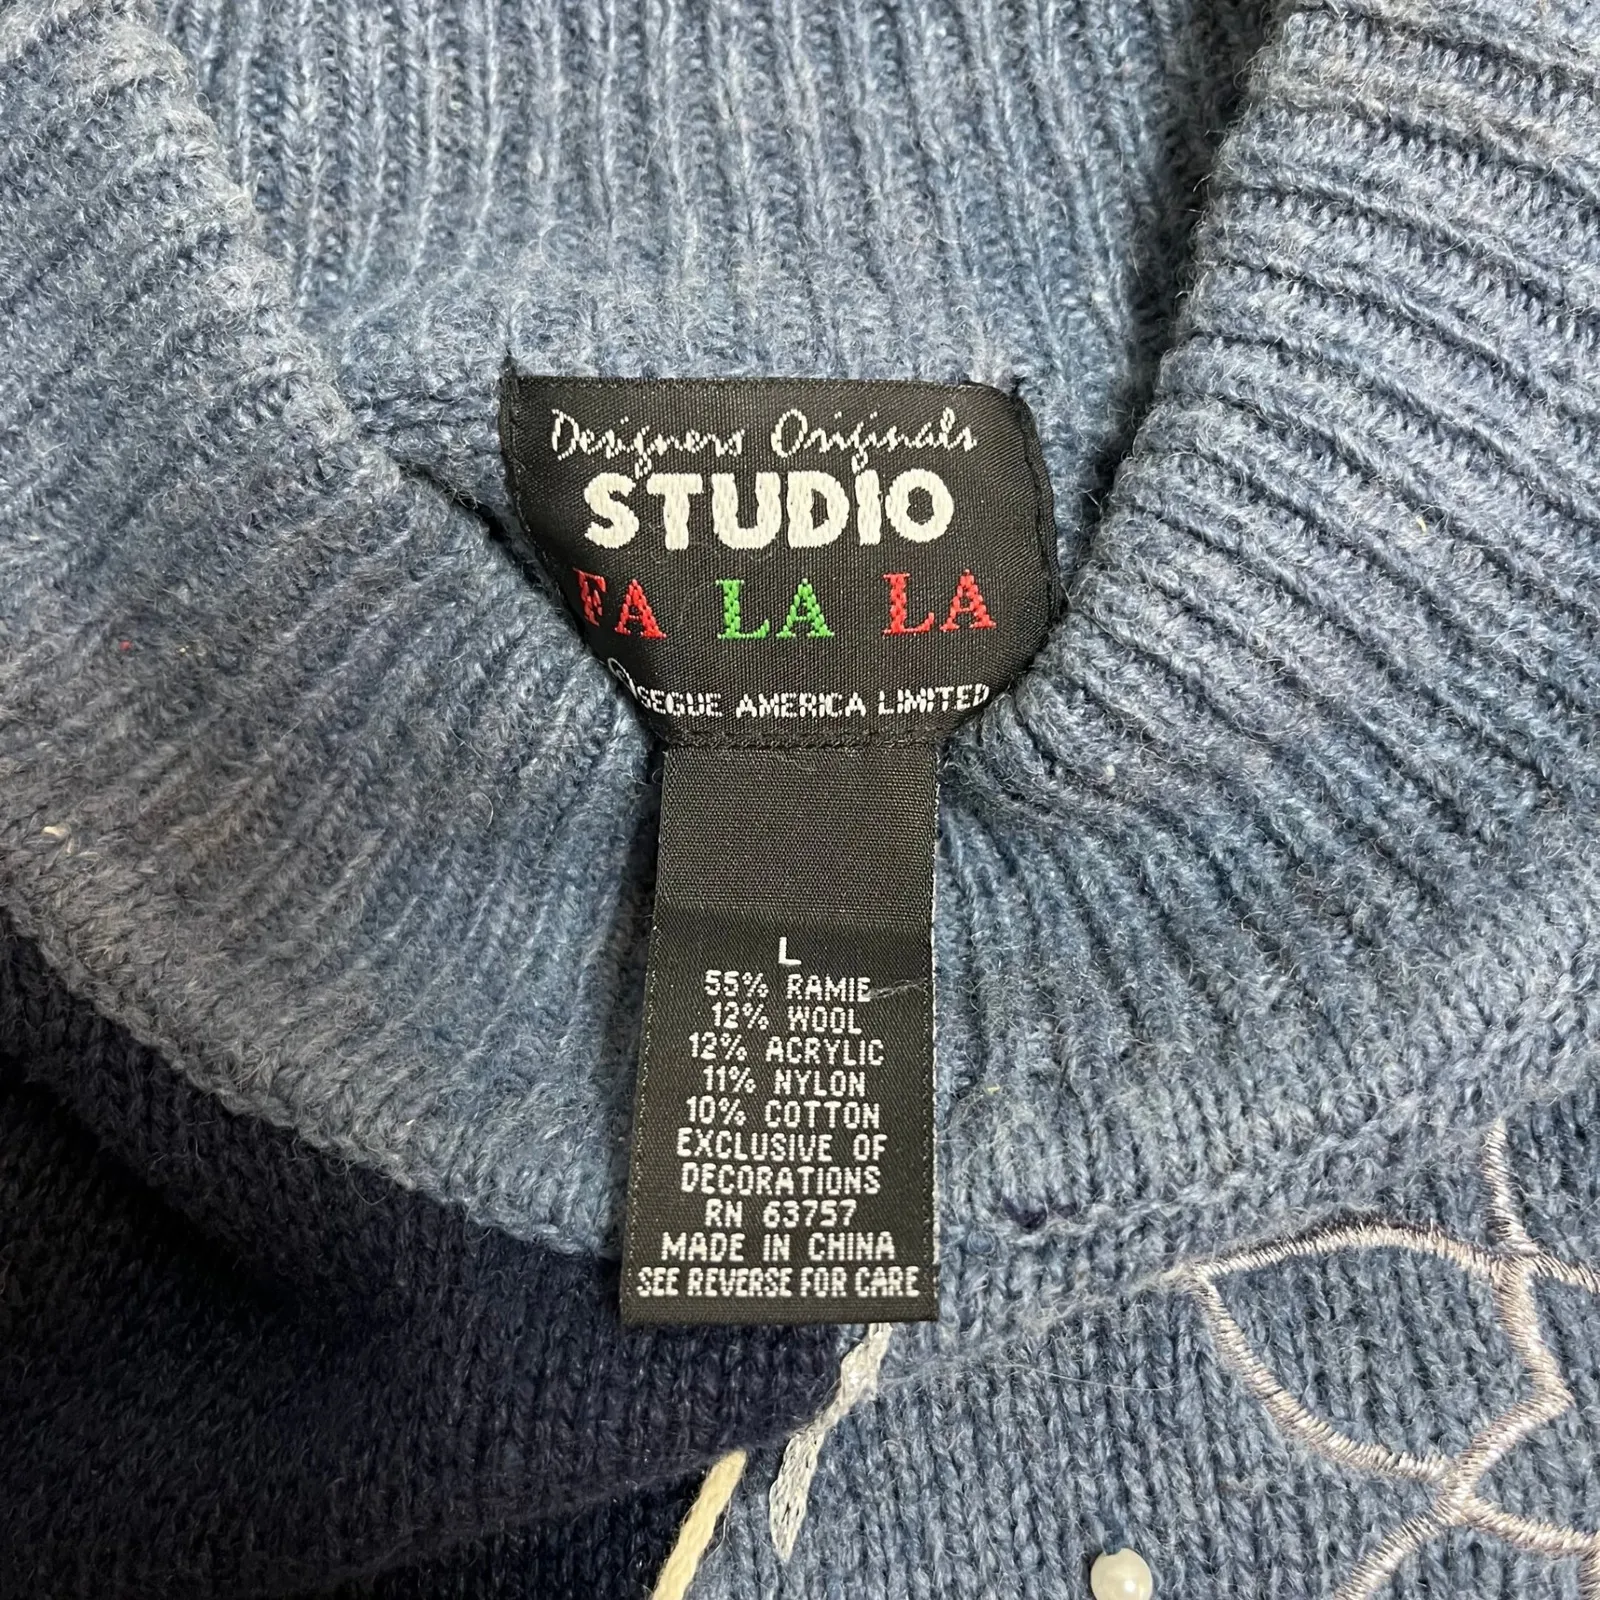 Designers Originals
STUDIO
FA LA LA
SEGUE AMERICA LIMITED
L
55% RAMIE
12% WOOL
12% ACRYLIC
11% NYLON
10% COTTON
EXCLUSIVE OF
DECORATIONS
RN 63757
MADE IN CHINA
SEE REVERSE FOR CARE